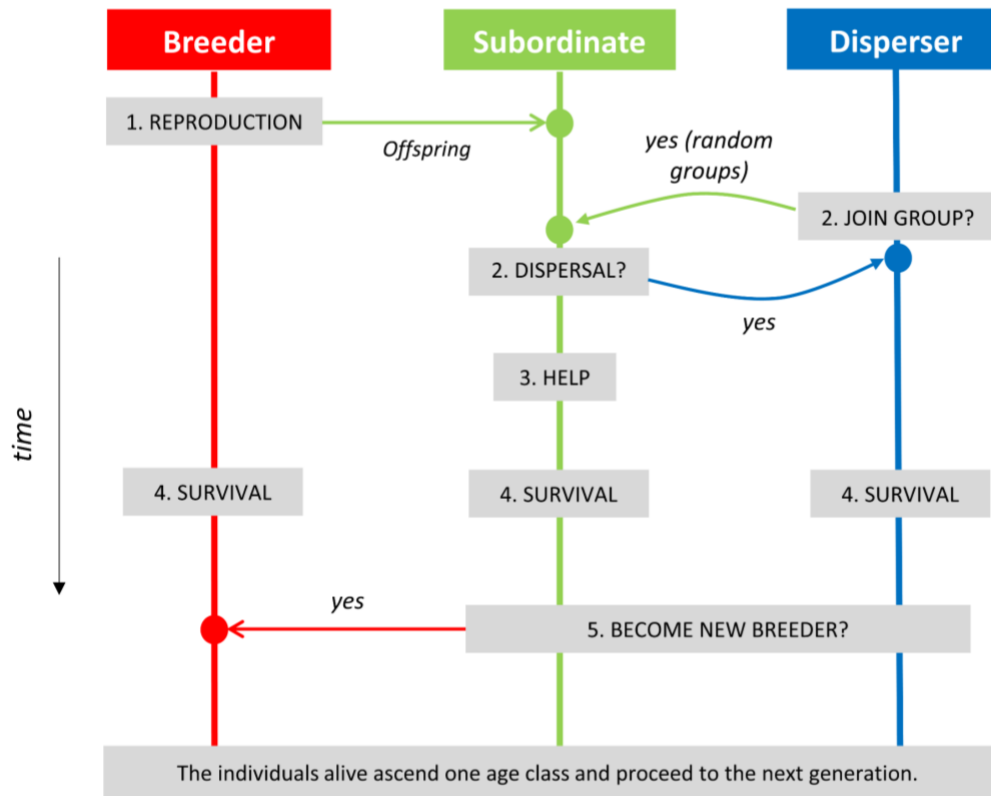 Breeder
Subordinate
Disperser
1. REPRODUCTION
Offspring
yes (random
groups)
2. JOIN GROUP?
2. DISPERSAL?
yes
3. HELP
time
4. SURVIVAL
4. SURVIVAL
4. SURVIVAL
yes
5. BECOME NEW BREEDER?
The individuals alive ascend one age class and proceed to the next generation.